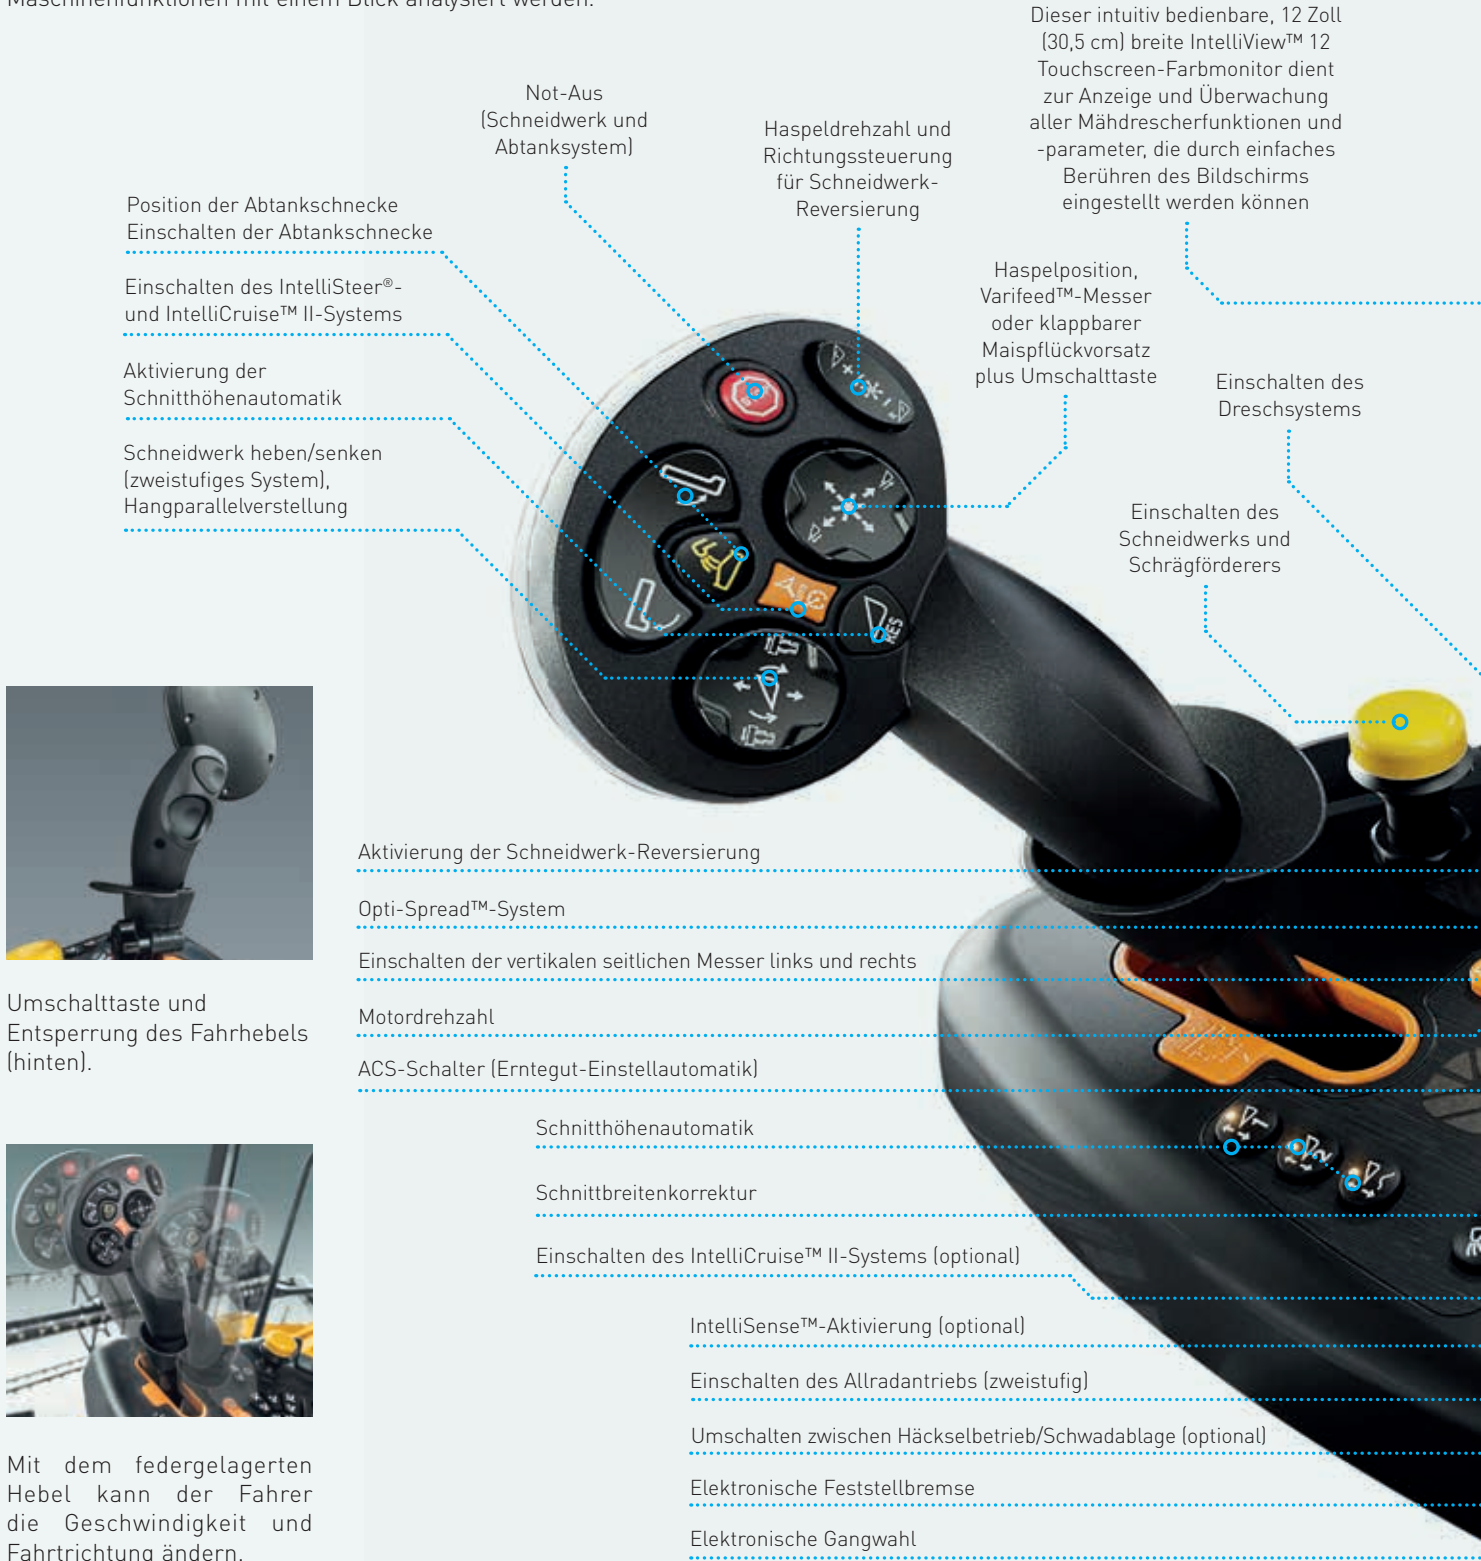 Maschinenfunktionen mit einem Blick analysiert werden.
Dieser intuitiv bedienbare, 12 Zoll
(30,5 cm) breite IntelliView™ 12
Touchscreen-Farbmonitor dient
zur Anzeige und Überwachung
aller Mähdrescherfunktionen und
-parameter, die durch einfaches
Berühren des Bildschirms
eingestellt werden können
Not-Aus
(Schneidwerk und
Abtanksystem)
Haspeldrehzahl und
Richtungssteuerung
für Schneidwerk-
Reversierung
Position der Abtankschnecke
Einschalten der Abtankschnecke
Einschalten des IntelliSteer®-
und IntelliCruise™ II-Systems
Aktivierung der
Schnitthöhenautomatik
Schneidwerk heben/senken
(zweistufiges System),
Hangparallelverstellung
Haspelposition,
Varifeed™-Messer
oder klappbarer
Maispflückvorsatz
plus Umschalttaste
Einschalten des
Dreschsystems
Einschalten des
Schneidwerks und
Schrägförderers
RES
Umschalttaste und
Entsperrung des Fahrhebels
(hinten).
Mit dem federgelagerten
Hebel kann der Fahrer
die Geschwindigkeit und
Fahrtrichtung ändern.
Aktivierung der Schneidwerk-Reversierung
Opti-Spread™-System
Einschalten der vertikalen seitlichen Messer links und rechts
Motordrehzahl
ACS-Schalter (Erntegut-Einstellautomatik)
Schnitthöhenautomatik
Schnittbreitenkorrektur
Einschalten des IntelliCruise™ II-Systems (optional)
IntelliSense™-Aktivierung (optional)
Einschalten des Allradantriebs (zweistufig)
Umschalten zwischen Häckselbetrieb/Schwadablage (optional)
Elektronische Feststellbremse
Elektronische Gangwahl